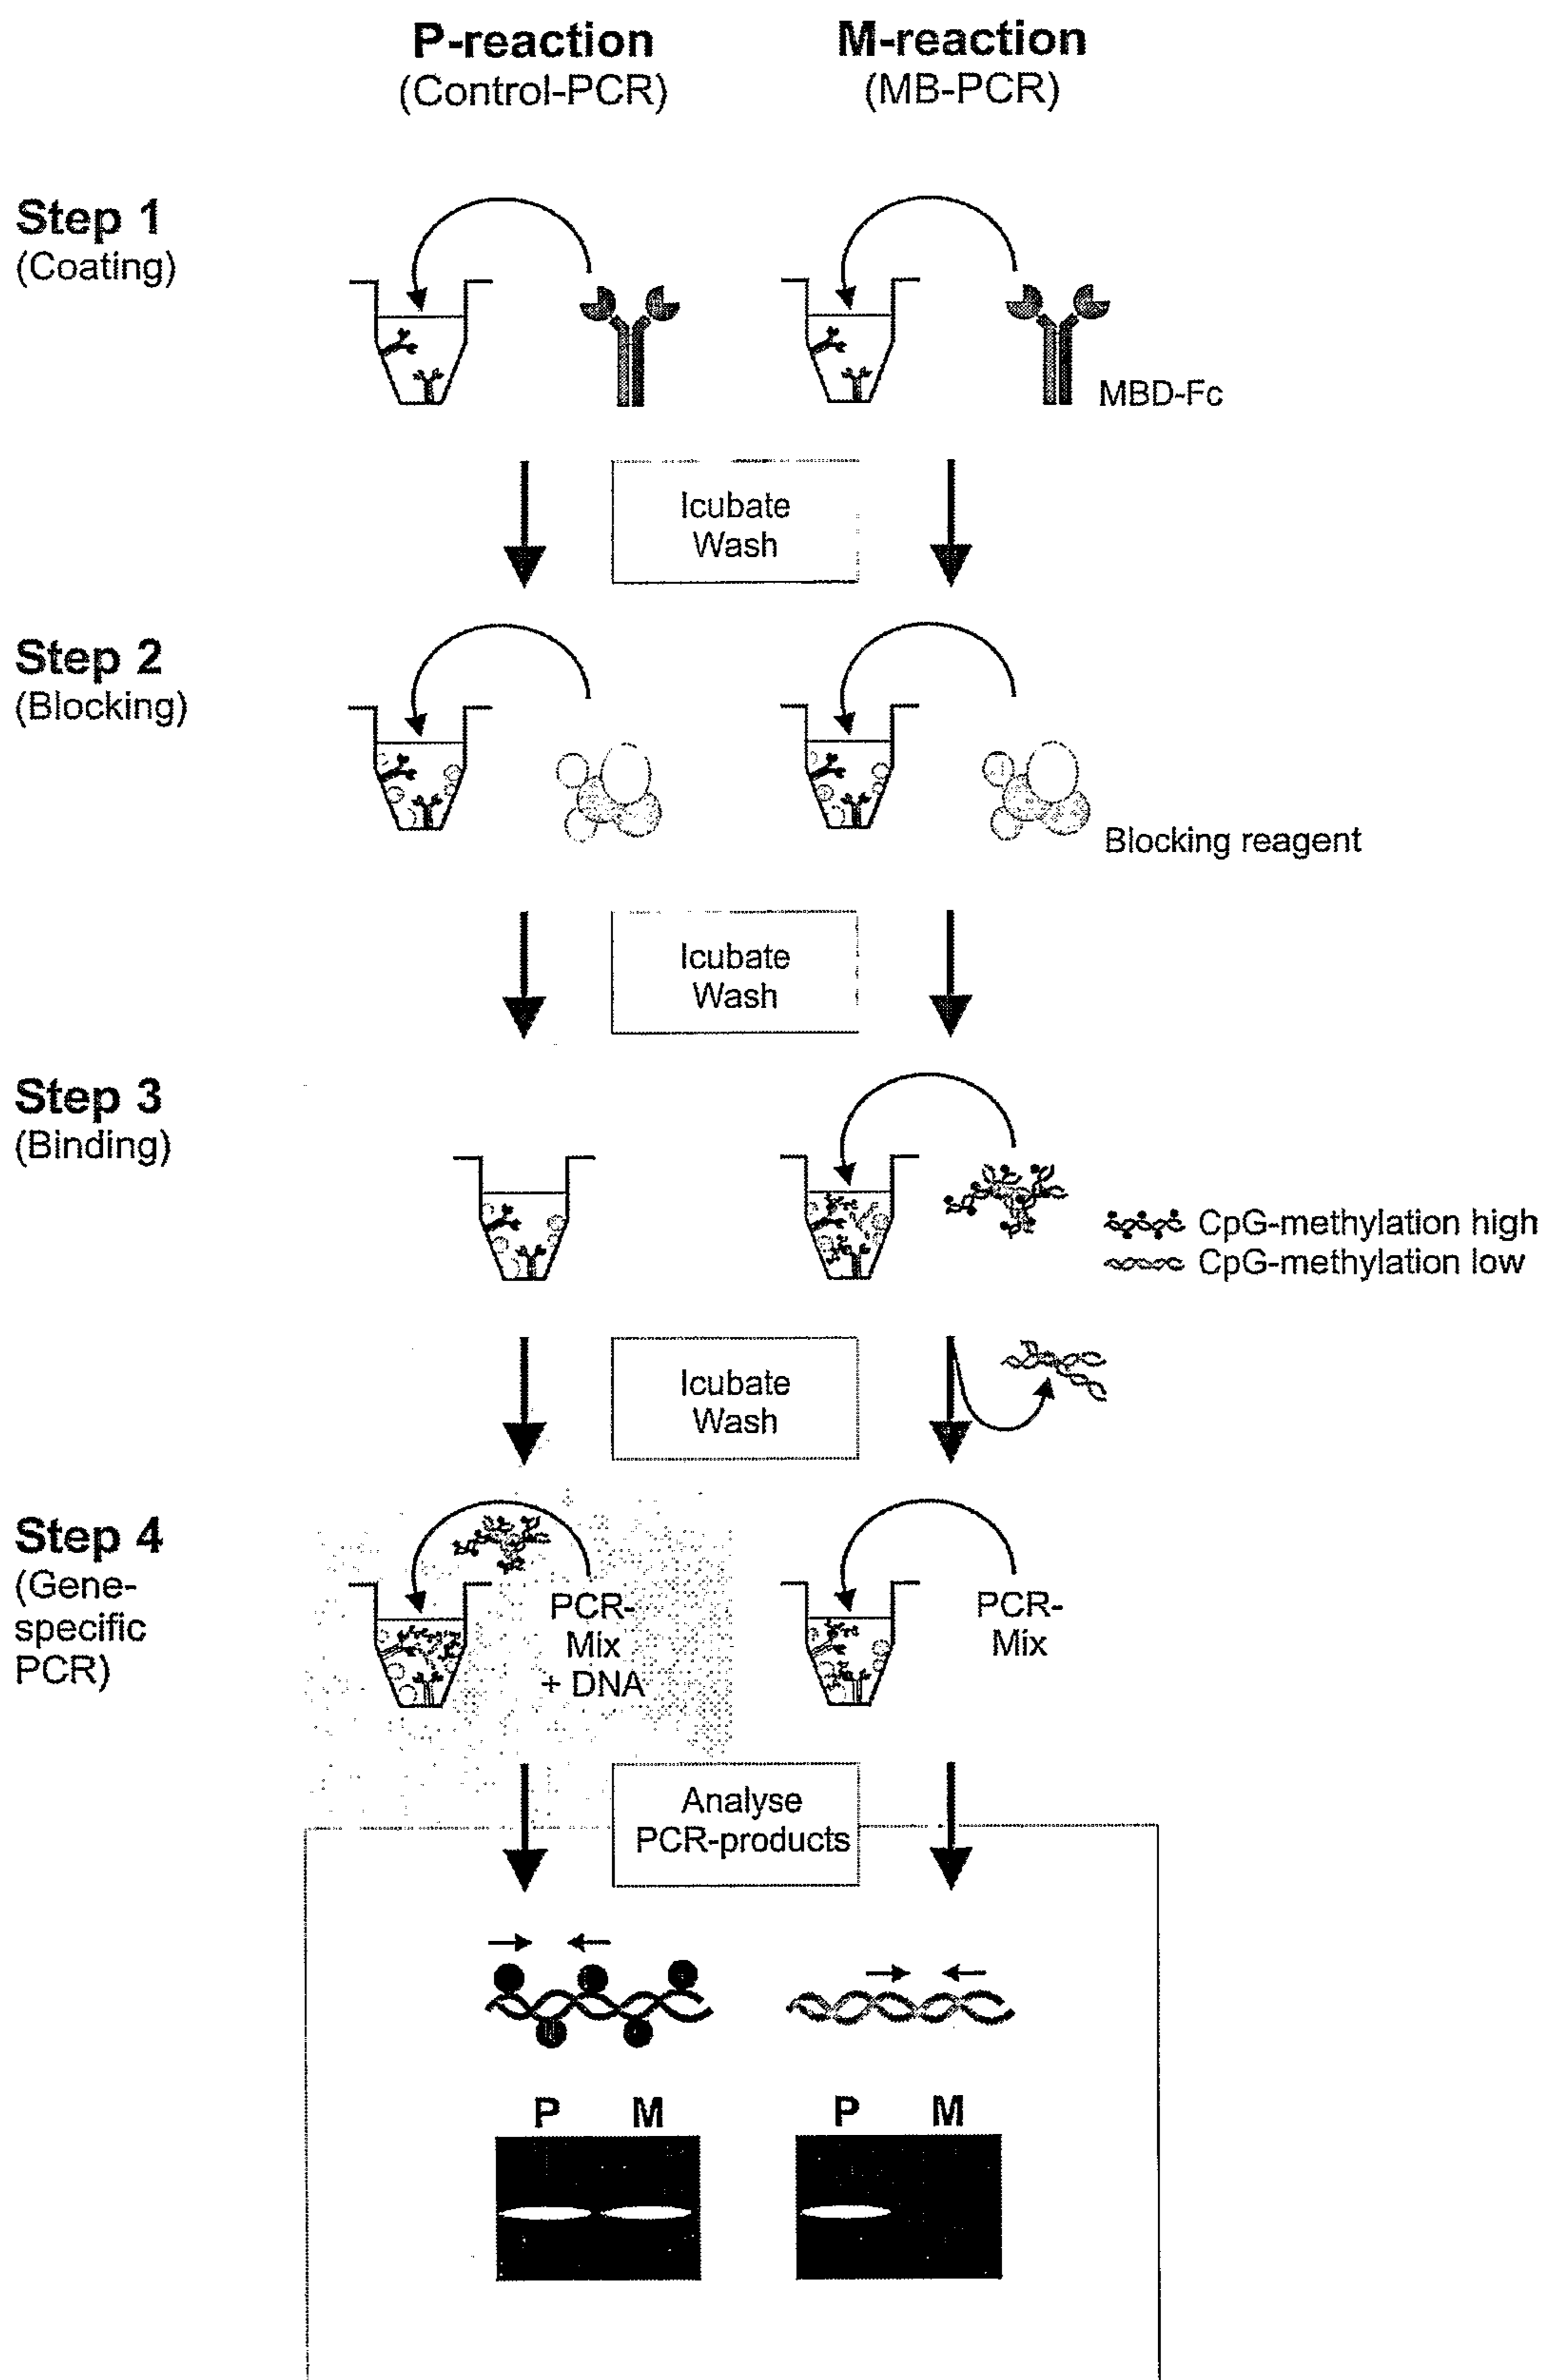 P-reaction
(Control-PCR)
M-reaction
(MB-PCR)
Step 1
(Coating)
MBD-Fc
Icubate
Wash
Step 2
(Blocking)
Blocking reagent
Icubate
Wash
Step 3
(Binding)
CpG-methylation high
CpG-methylation low
Icubate
Wash
Step 4
(Gene-
specific
PCR)
PCR-
Mix
+ DNA
PCR-
Mix
Analyse
PCR-products
P M
P M